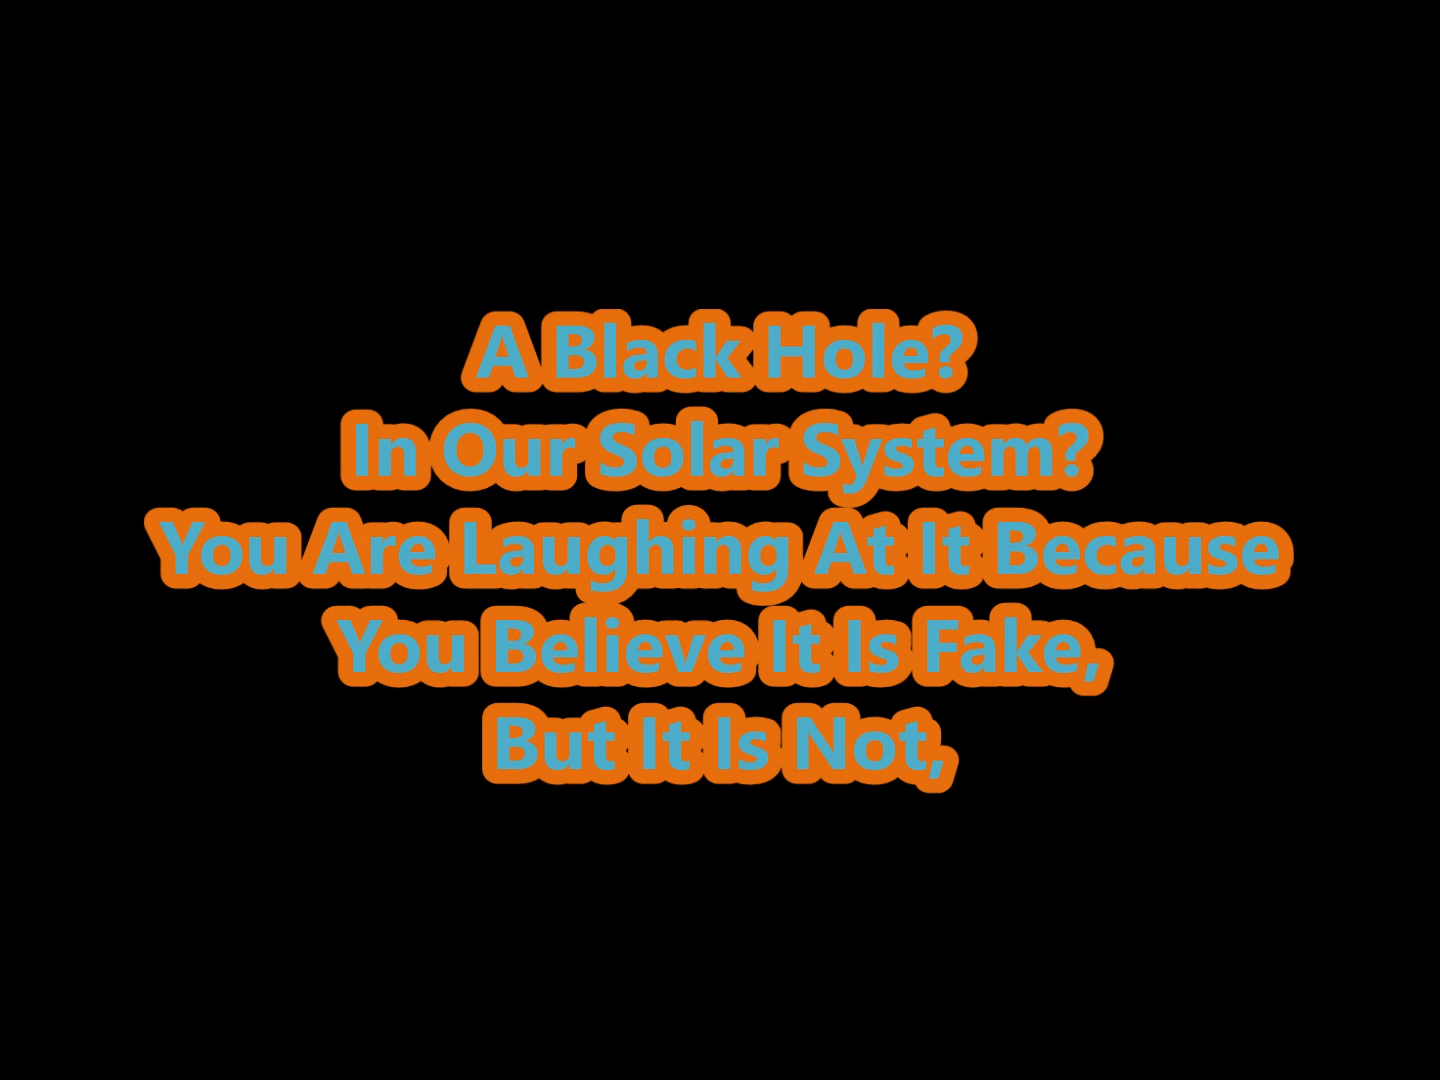 A Black Hole?
In Our Solar System?
You Are Laughing At It Because
You Believe It Is Fake,
But It Is Not,